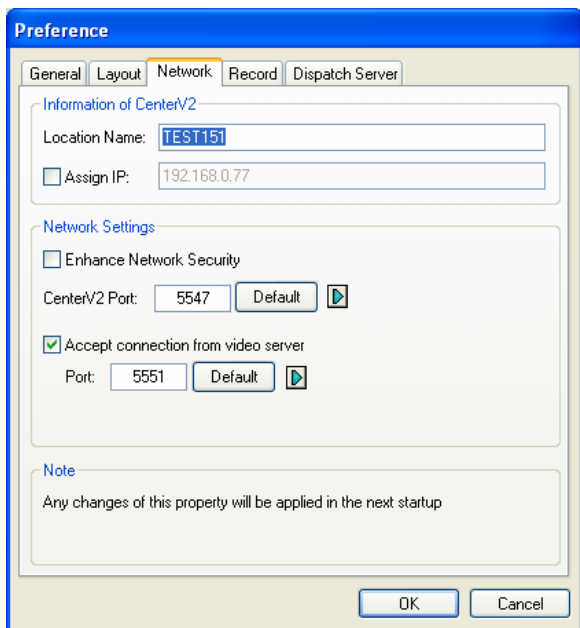 Preference
General Layout Network Record Dispatch Server
Information of CenterV2
Location Name: TEST151
Assign IP: 192.168.0.77
Network Settings
Enhance Network Security
CenterV2 Port: 5547 Default
Accept connection from video server
Port: 5551 Default
Note
Any changes of this property will be applied in the next startup
OK Cancel